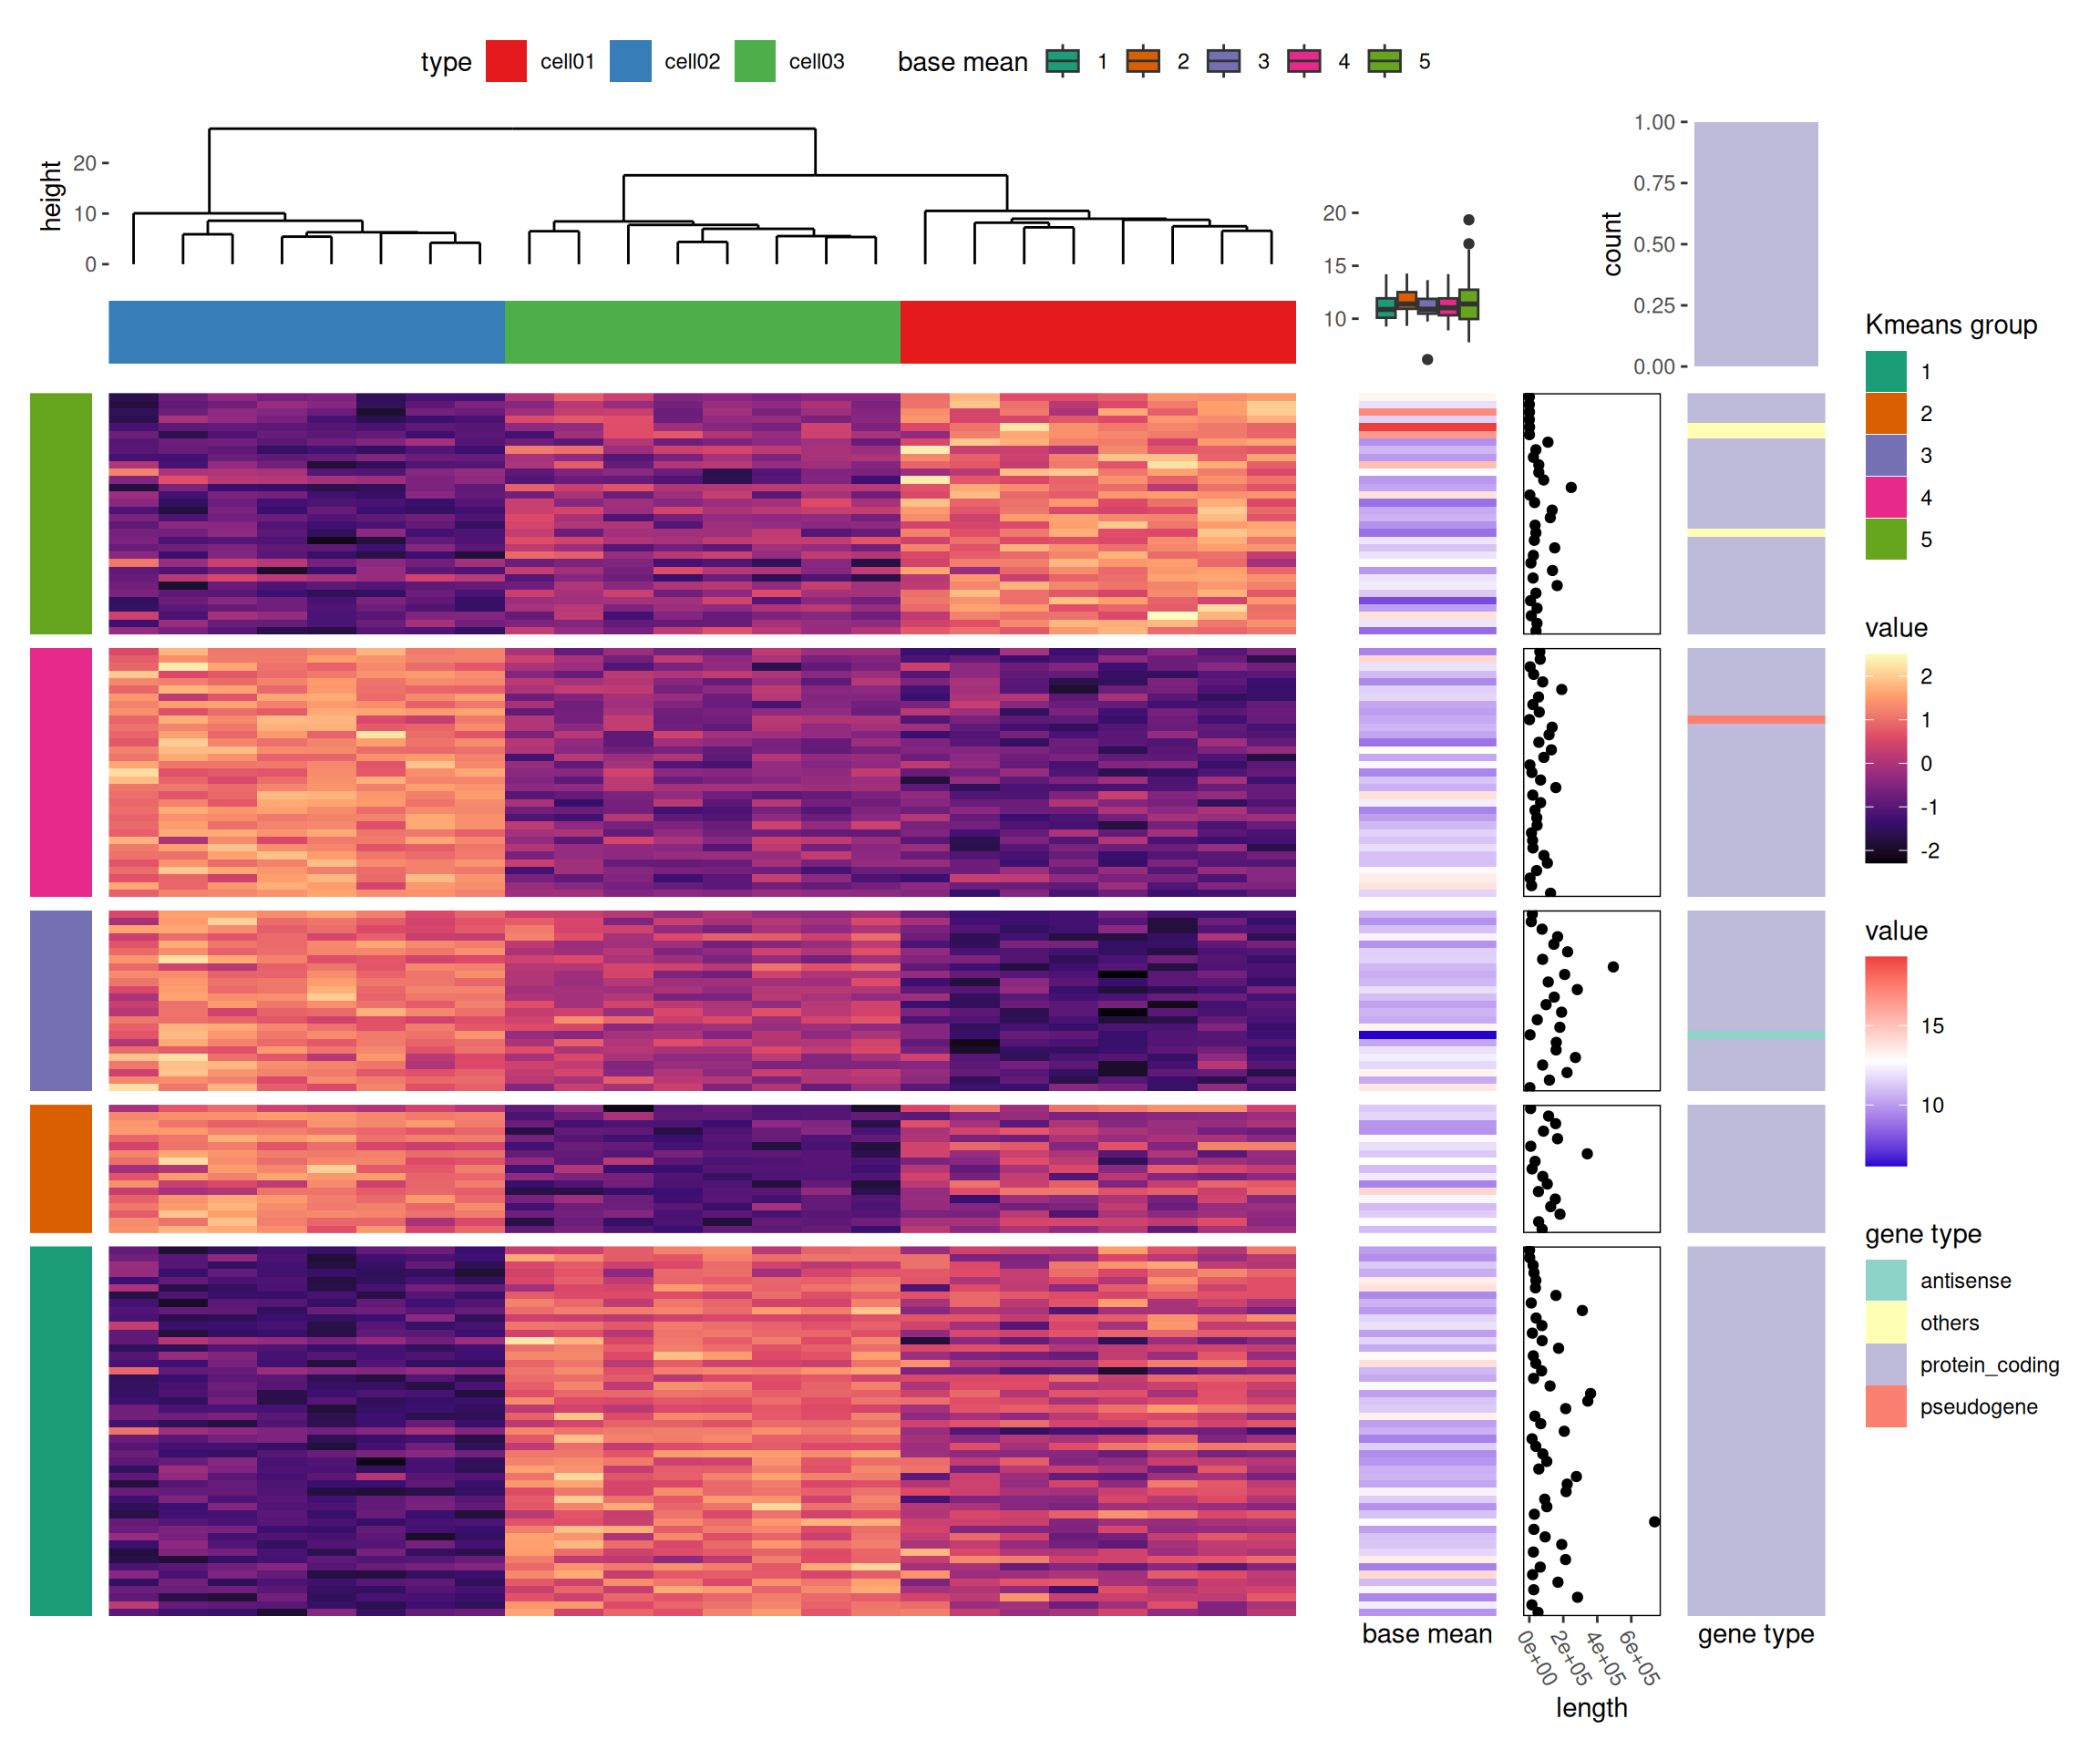 type cell01 cell02 cell03 base mean 1 2 3 4 5
height
20
10
0
20
15
10
count
1.00
0.75
0.50
0.25
0.00
Kmeans group
1
2
3
4
5
value
2
1
0
-1
-2
value
15
10
gene type
antisense
others
protein_coding
pseudogene
base mean
0e+00
2e+05
4e+05
6e+05
length
gene type